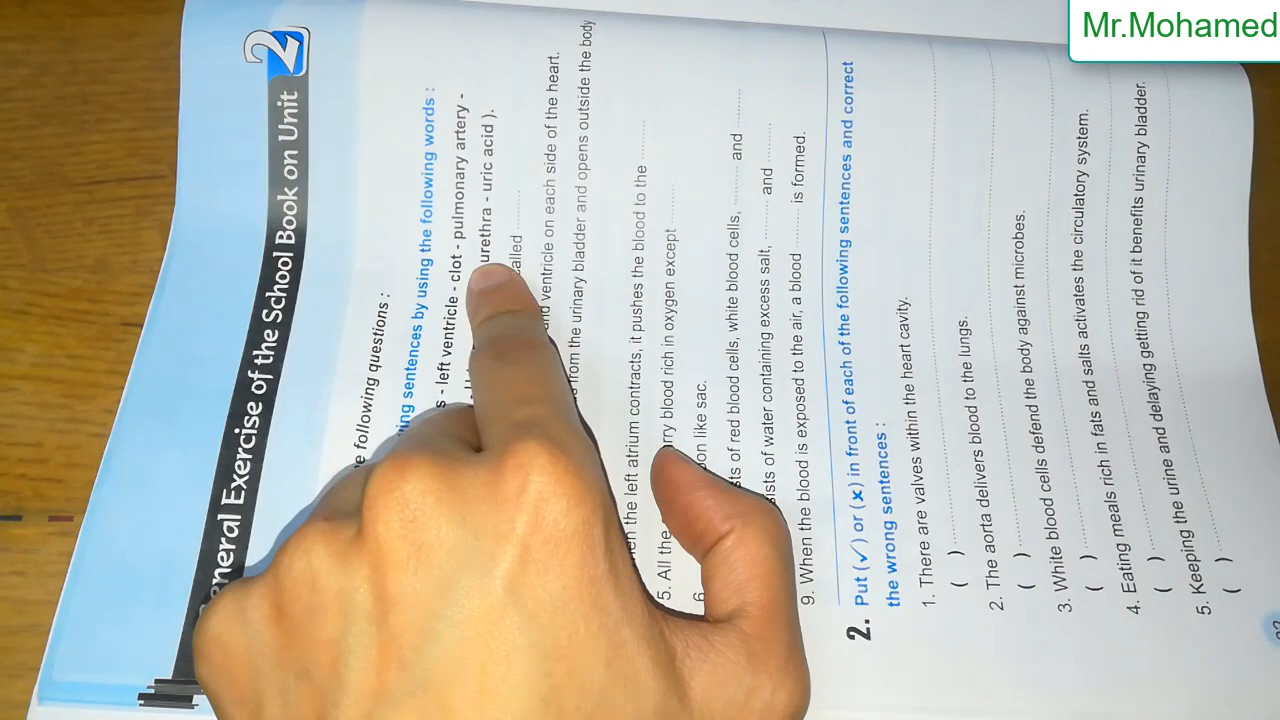 Mr.Mohamed
General Exercise of the School Book on Unit 2
following questions :
sentences by using the following words :
- left ventricle - clot - pulmonary artery -
urethra - uric acid ).
..........
ventricle on each side of the heart.
from the urinary bladder and opens outside the body
the left atrium contracts, it pushes the blood to the ..........
5. All the blood rich in oxygen except ..........
6. like sac.
of red blood cells, white blood cells, .......... and ..........
of water containing excess salt, .......... and ..........
9. When the blood is exposed to the air, a blood .......... is formed.
2. Put (✓) or (x) in front of each of the following sentences and correct
the wrong sentences :
1. There are valves within the heart cavity.
( ) ..........
2. The aorta delivers blood to the lungs.
( ) ..........
3. White blood cells defend the body against microbes.
( ) ..........
4. Eating meals rich in fats and salts activates the circulatory system.
( ) ..........
5. Keeping the urine and delaying getting rid of it benefits urinary bladder.
( ) ..........